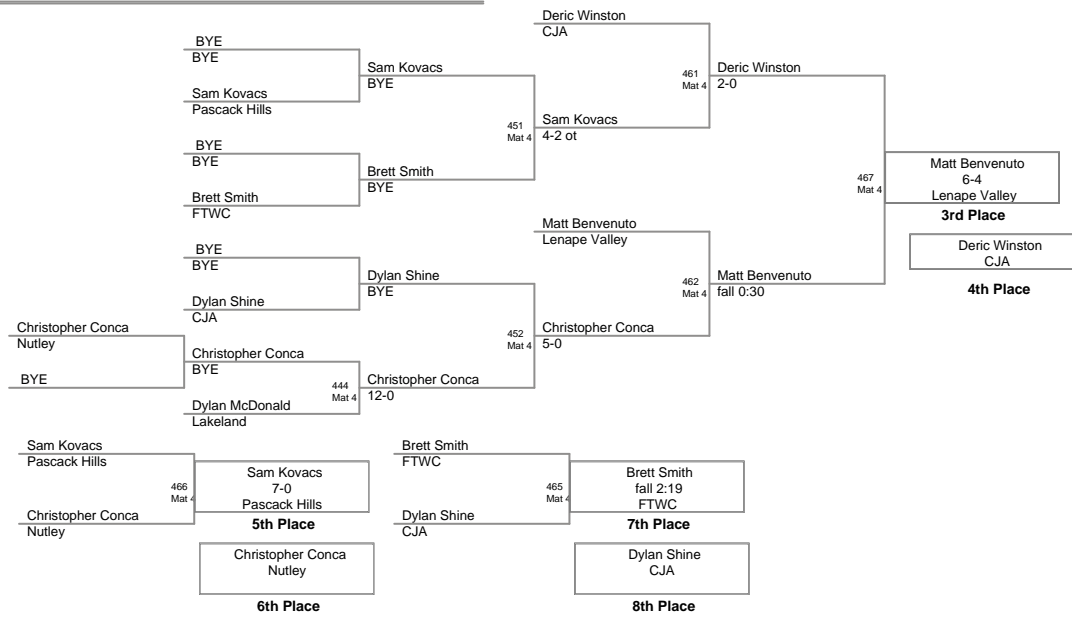 Deric Winston
CJA
BYE
BYE
Sam Kovacs
BYE
461
Mat 4
Deric Winston
2-0
Sam Kovacs
Pascack Hills
451
Mat 4
Sam Kovacs
4-2 ot
BYE
BYE
Brett Smith
BYE
467
Mat 4
Matt Benvenuto
6-4
Lenape Valley
3rd Place
Brett Smith
FTWC
Matt Benvenuto
Lenape Valley
Deric Winston
CJA
4th Place
BYE
BYE
Dylan Shine
BYE
462
Mat 4
Matt Benvenuto
fall 0:30
Dylan Shine
CJA
Christopher Conca
Nutley
452
Mat 4
Christopher Conca
5-0
Christopher Conca
BYE
BYE
444
Mat 4
Christopher Conca
12-0
Dylan McDonald
Lakeland
Sam Kovacs
Pascack Hills
466
Mat 4
Sam Kovacs
7-0
Pascack Hills
5th Place
Christopher Conca
Nutley
Christopher Conca
Nutley
6th Place
Brett Smith
FTWC
465
Mat 4
Brett Smith
fall 2:19
FTWC
7th Place
Dylan Shine
CJA
Dylan Shine
CJA
8th Place